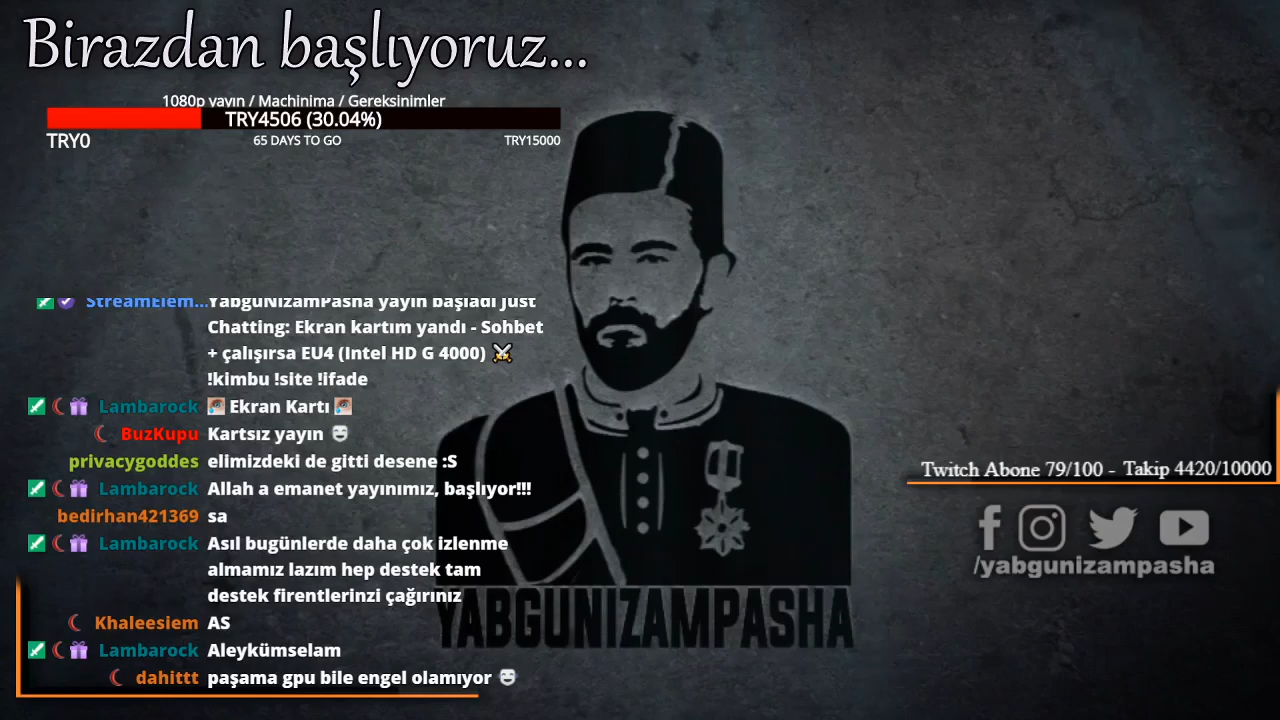 Birazdan başlıyoruz...
1080p yayın / Machinima / Gereksinimler
TRY4506 (30.04%)
TRY0
65 DAYS TO GO
TRY15000
StreamElem... YabguNizamPasha yayın başladı Just
Chatting: Ekran kartım yandı - Sohbet
+ çalışırsa EU4 (Intel HD G 4000)
!kimbu !site !ifade
Lambarock Ekran Kartı
BuzKupu Kartsız yayın
privacygoddes elimizdeki de gitti desene :S
Lambarock Allah a emanet yayınımız, başlıyor!!!
bedirhan421369 sa
Lambarock Asıl bugünlerde daha çok izlenme
almamız lazım hep destek tam
destek firentlerinzi çağırınız
Khaleesiem AS
Lambarock Aleykümselam
dahittt paşama gpu bile engel olamıyor
YABGUNIZAMPASHA
Twitch Abone 79/100 - Takip 4420/10000
/yabgunizampasha